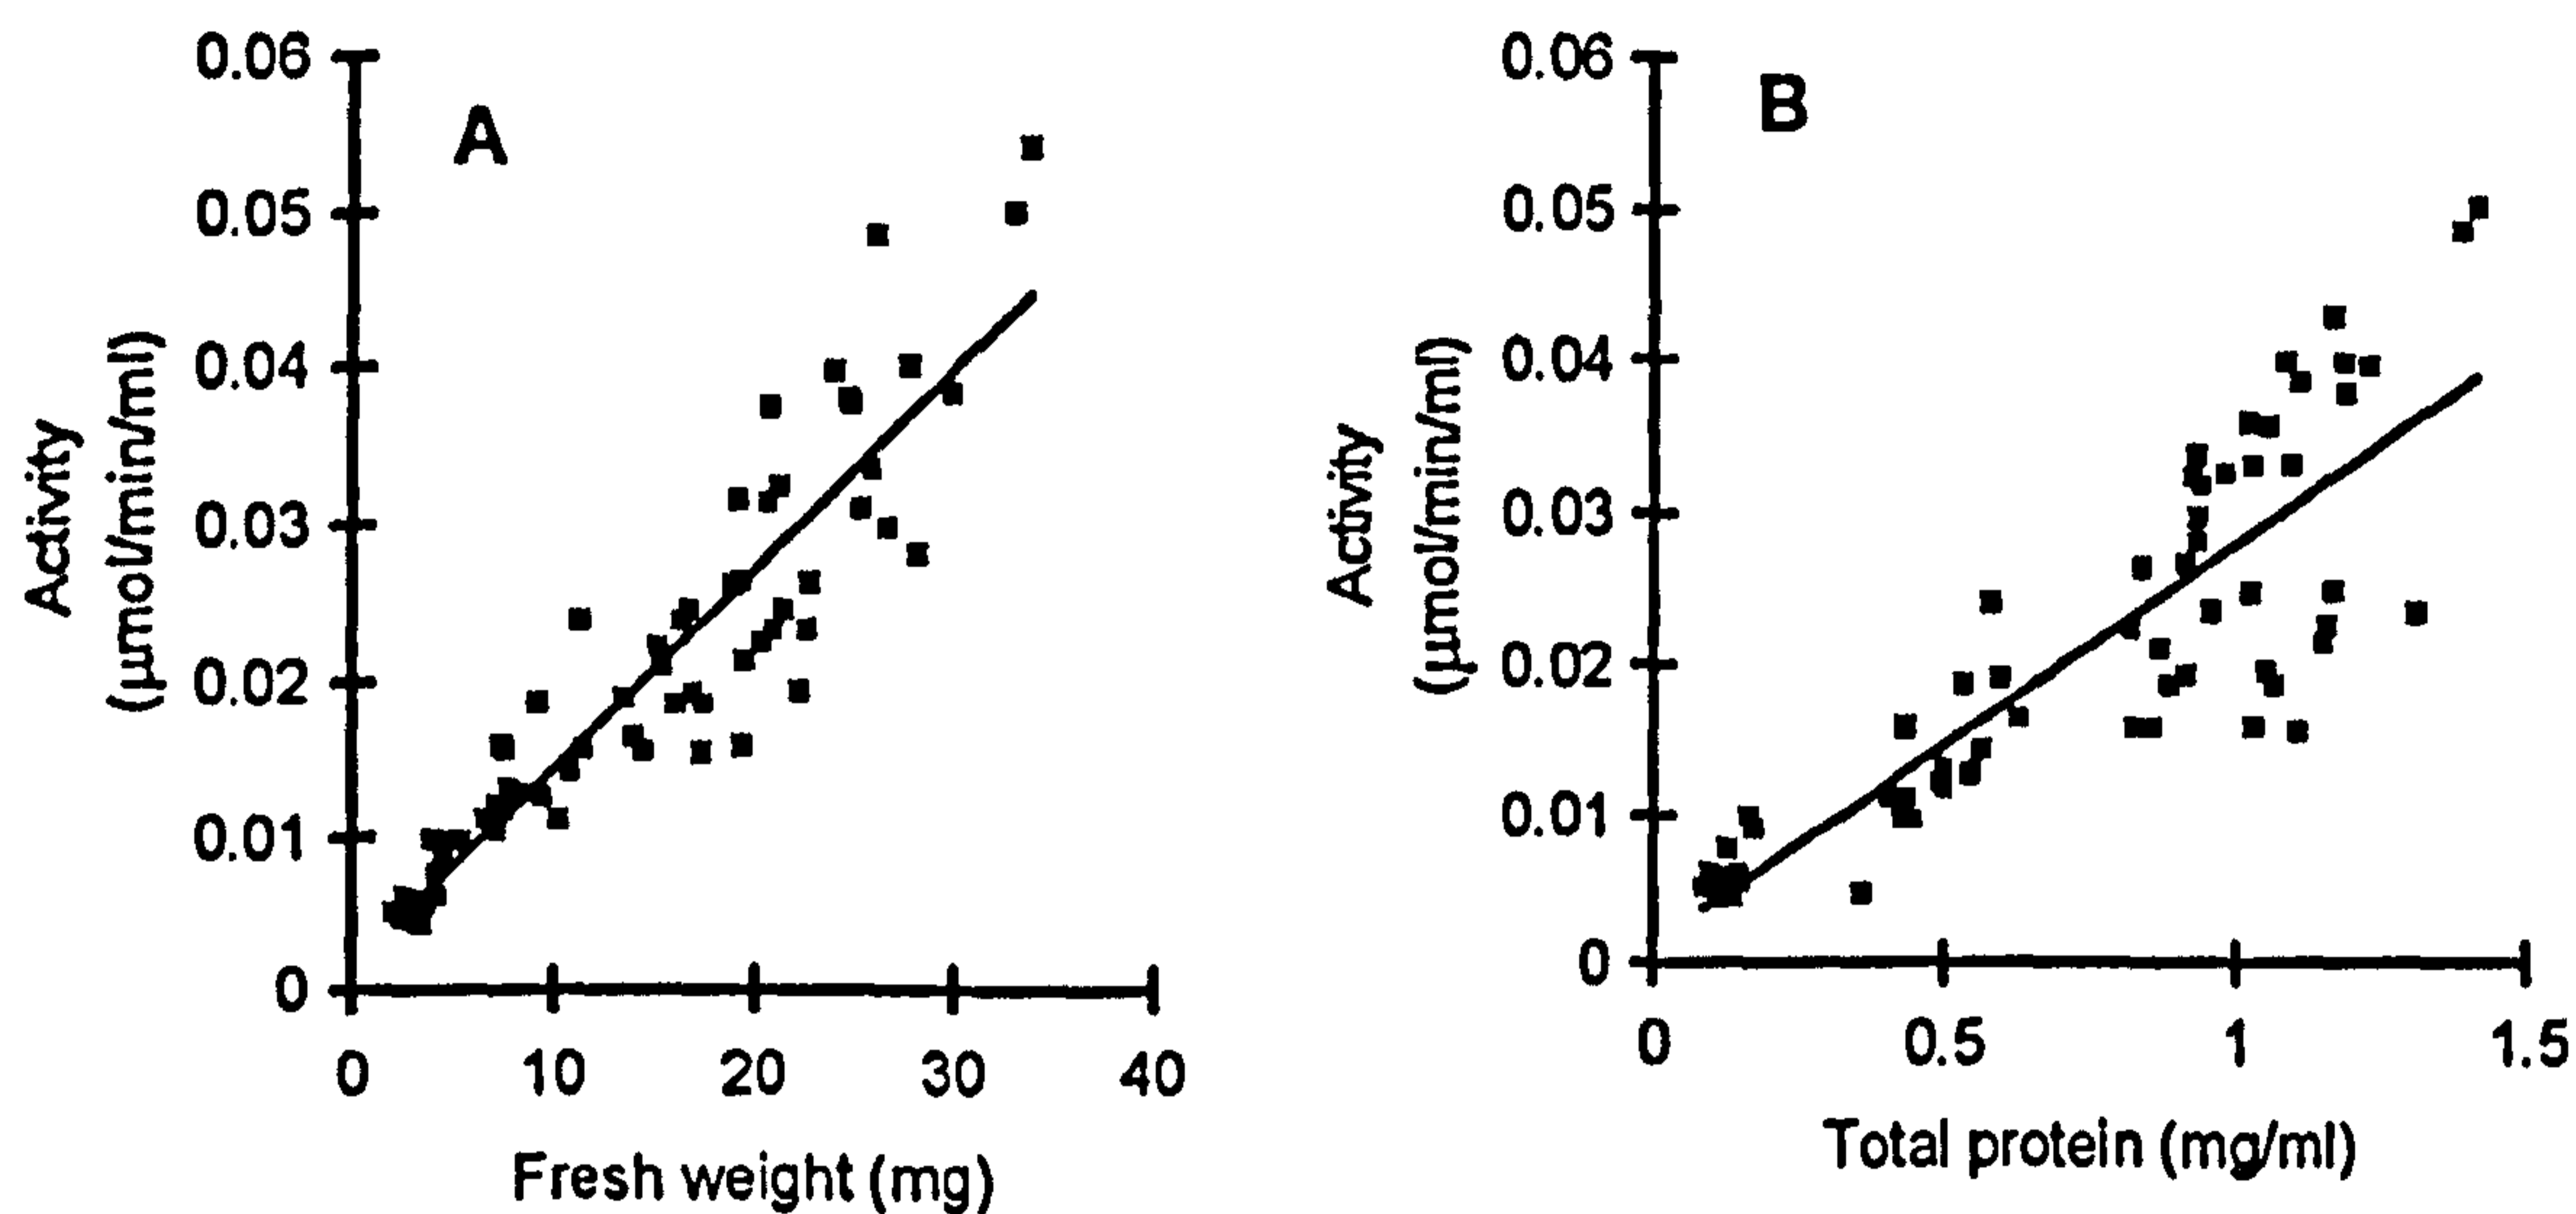 A
0.06
0.05
0.04
0.03
0.02
0.01
0
Activity
(μmol/min/ml)
0 10 20 30 40
Fresh weight (mg)
B
0.06
0.05
0.04
0.03
0.02
0.01
0
Activity
(μmol/min/ml)
0 0.5 1 1.5
Total protein (mg/ml)